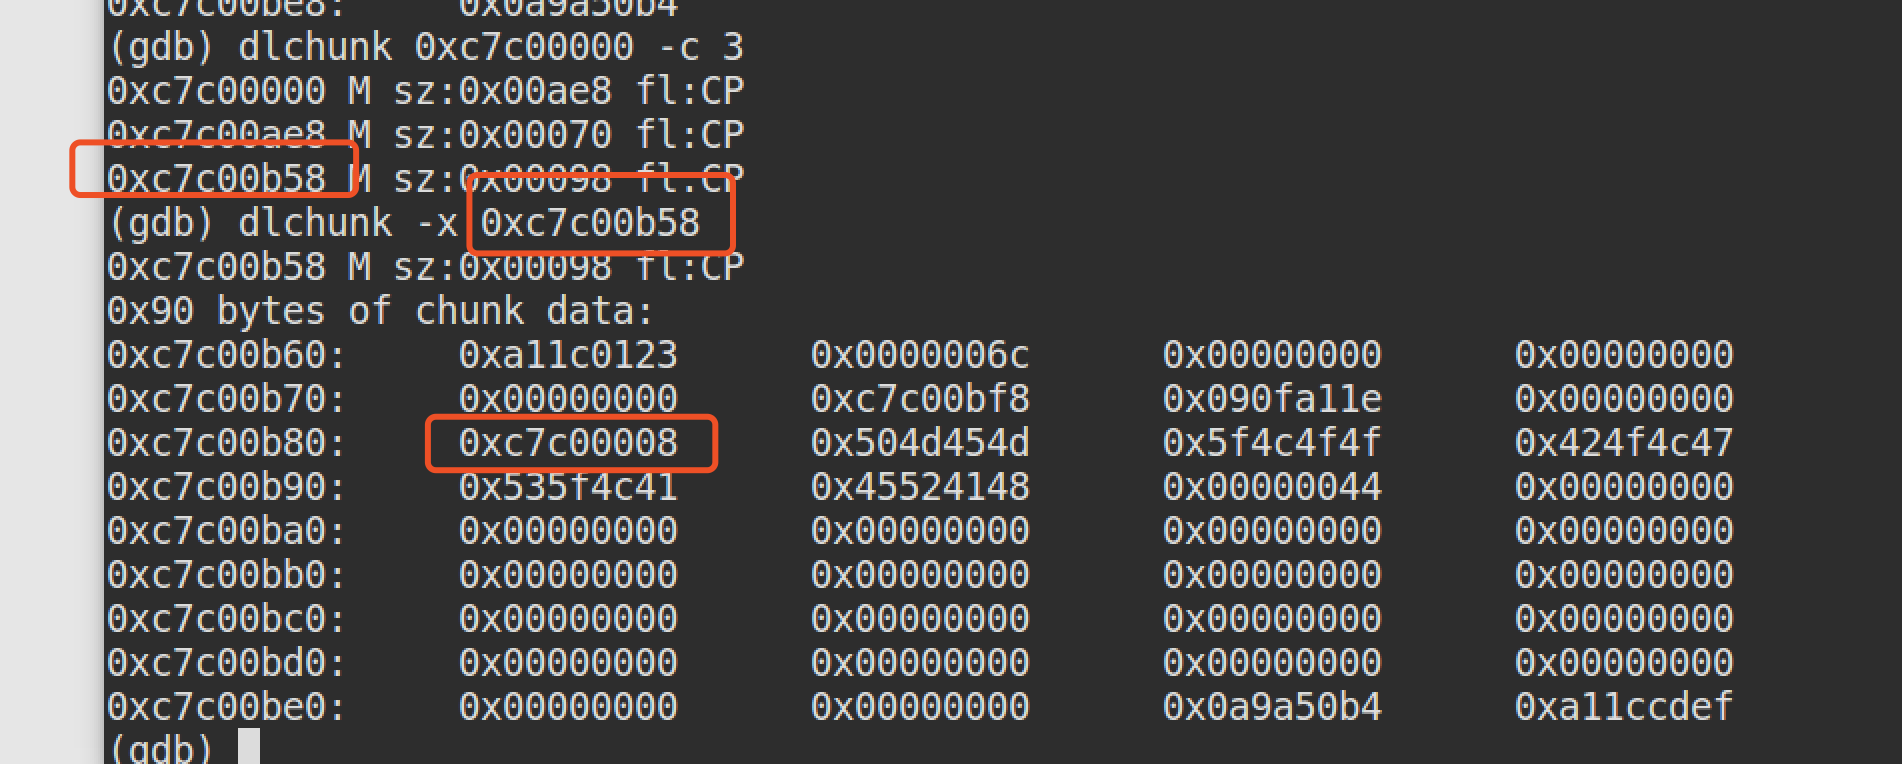 0xc7c00be8:     0x0a9a50b4
(gdb) dlchunk 0xc7c00000 -c 3
0xc7c00000 M sz:0x00ae8 fl:CP
0xc7c00ae8 M sz:0x00070 fl:CP
0xc7c00b58 M sz:0x00098 fl:CP
(gdb) dlchunk -x 0xc7c00b58
0xc7c00b58 M sz:0x00098 fl:CP
0x90 bytes of chunk data:
0xc7c00b60:     0xa11c0123      0x0000006c      0x00000000      0x00000000
0xc7c00b70:     0x00000000      0xc7c00bf8      0x090fa11e      0x00000000
0xc7c00b80:     0xc7c00008      0x504d454d      0x5f4c4f4f      0x424f4c47
0xc7c00b90:     0x535f4c41      0x45524148      0x00000044      0x00000000
0xc7c00ba0:     0x00000000      0x00000000      0x00000000      0x00000000
0xc7c00bb0:     0x00000000      0x00000000      0x00000000      0x00000000
0xc7c00bc0:     0x00000000      0x00000000      0x00000000      0x00000000
0xc7c00bd0:     0x00000000      0x00000000      0x00000000      0x00000000
0xc7c00be0:     0x00000000      0x00000000      0x0a9a50b4      0xa11ccdef
(gdb)